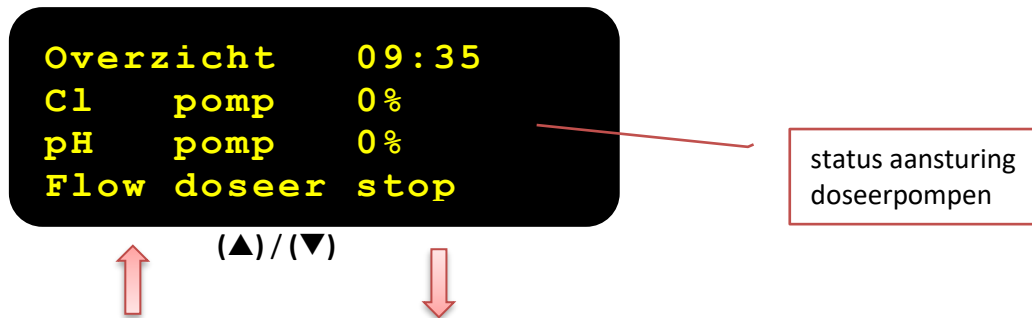 Overzicht 09:35
Cl pomp 0%
pH pomp 0%
Flow doseer stop
status aansturing
doseerpompen
(▲) / (▼)